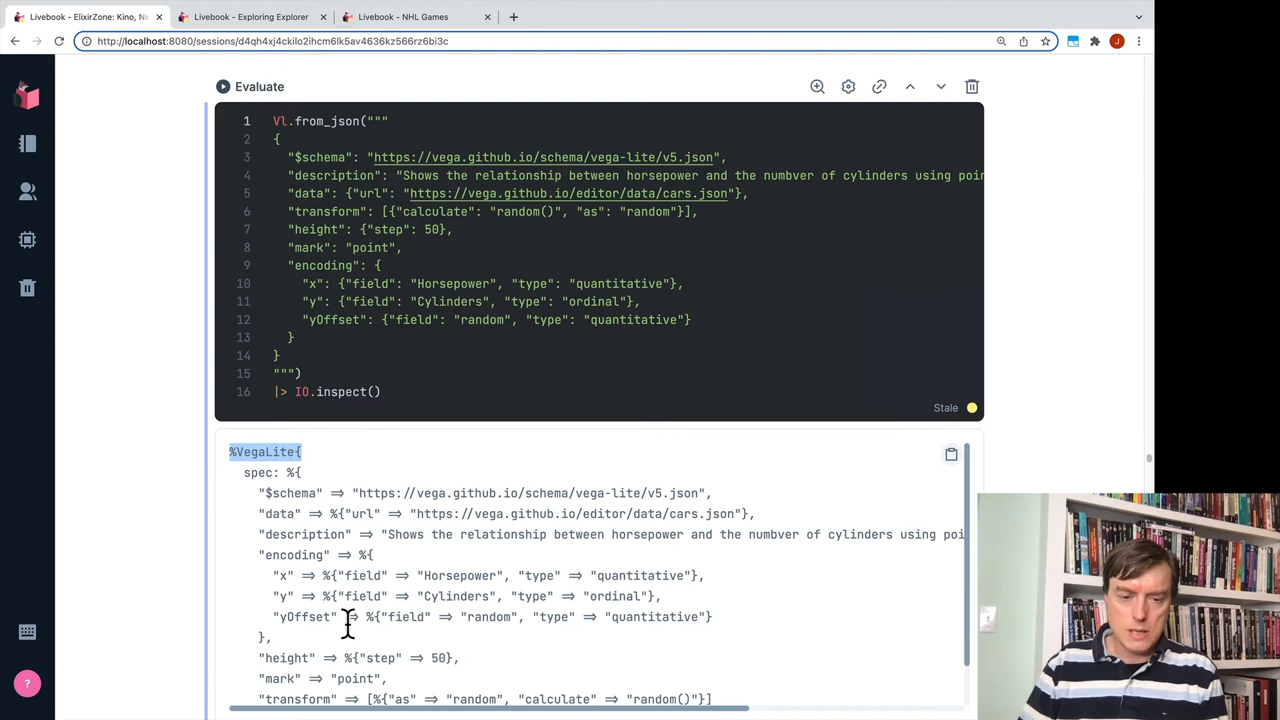 Livebook - ElixirZone: Kino, Nx
Livebook - Exploring Explorer
Livebook - NHL Games
http://localhost:8080/sessions/d4qh4xj4ckilo2ihcm6lk5av4636kz566rz6bi3c
J
Evaluate
1 Vl.from_json("""
2 {
3 "$schema": "https://vega.github.io/schema/vega-lite/v5.json",
4 "description": "Shows the relationship between horsepower and the numbver of cylinders using poin
5 "data": {"url": "https://vega.github.io/editor/data/cars.json"},
6 "transform": [{"calculate": "random()", "as": "random"}],
7 "height": {"step": 50},
8 "mark": "point",
9 "encoding": {
10 "x": {"field": "Horsepower", "type": "quantitative"},
11 "y": {"field": "Cylinders", "type": "ordinal"},
12 "yOffset": {"field": "random", "type": "quantitative"}
13 }
14 }
15 """)
16 |> IO.inspect()
Stale
%VegaLite{
spec: %{
"$schema" => "https://vega.github.io/schema/vega-lite/v5.json",
"data" => %{"url" => "https://vega.github.io/editor/data/cars.json"},
"description" => "Shows the relationship between horsepower and the numbver of cylinders using poi
"encoding" => %{
"x" => %{"field" => "Horsepower", "type" => "quantitative"},
"y" => %{"field" => "Cylinders", "type" => "ordinal"},
"yOffset" => %{"field" => "random", "type" => "quantitative"}
},
"height" => %{"step" => 50},
"mark" => "point",
"transform" => [%{"as" => "random", "calculate" => "random()"}]
?